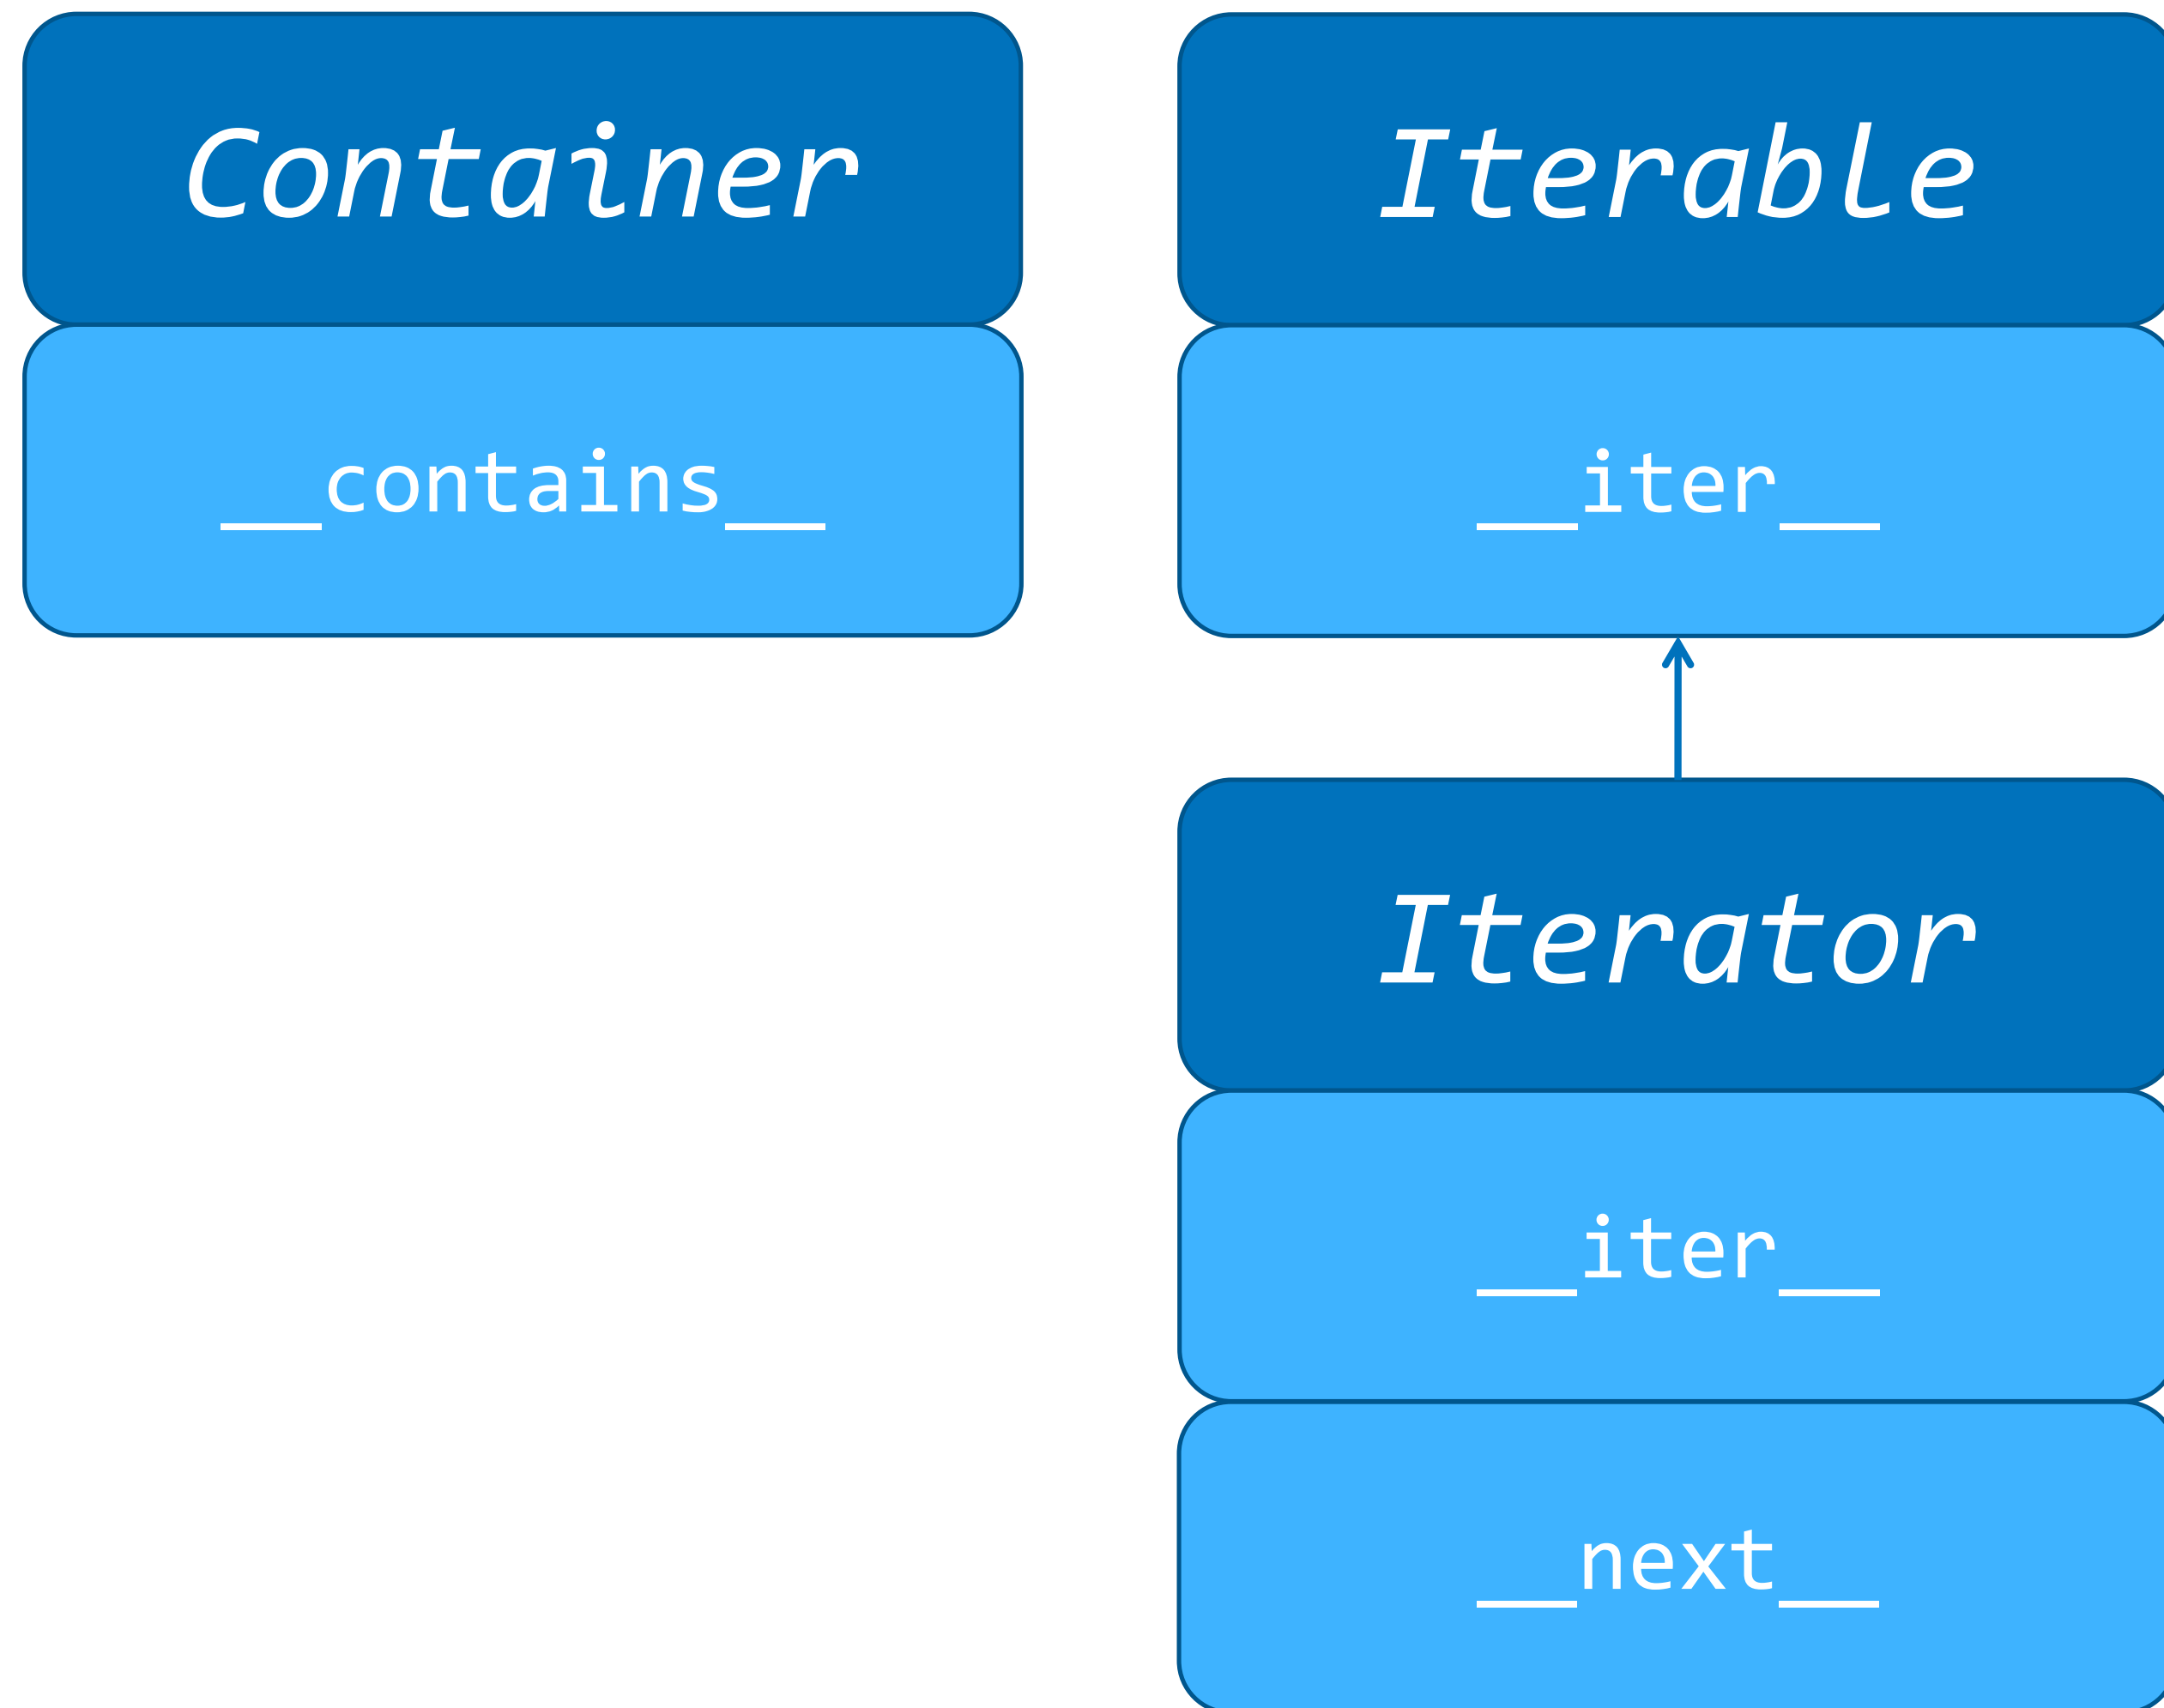 Container
__contains__
Iterable
__iter__
Iterator
__iter__
__next__